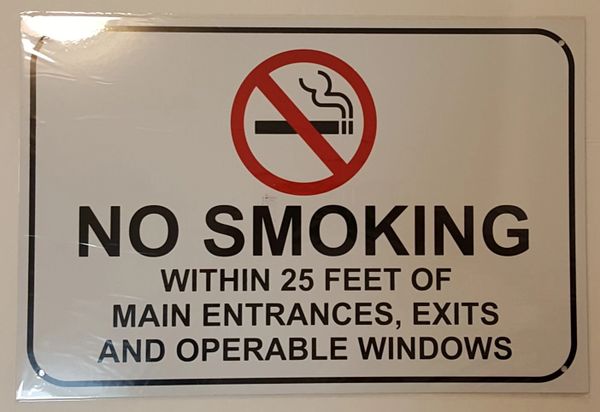 NO SMOKING
WITHIN 25 FEET OF
MAIN ENTRANCES, EXITS
AND OPERABLE WINDOWS